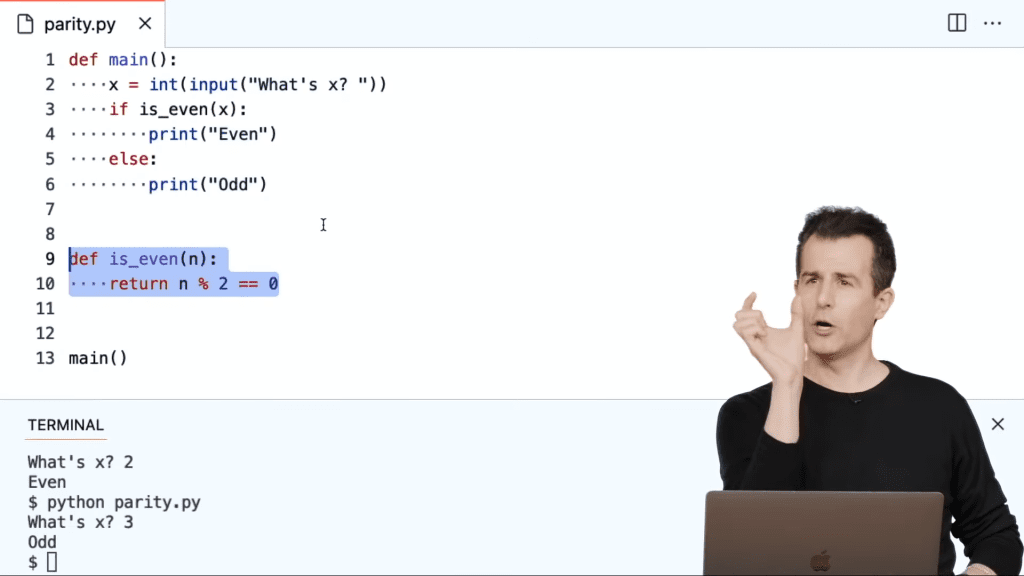 parity.py
1 def main():
2 ····x = int(input("What's x? "))
3 ····if is_even(x):
4 ········print("Even")
5 ····else:
6 ········print("Odd")
7
8
9 def is_even(n):
10 ····return n % 2 == 0
11
12
13 main()
TERMINAL
What's x? 2
Even
$ python parity.py
What's x? 3
Odd
$